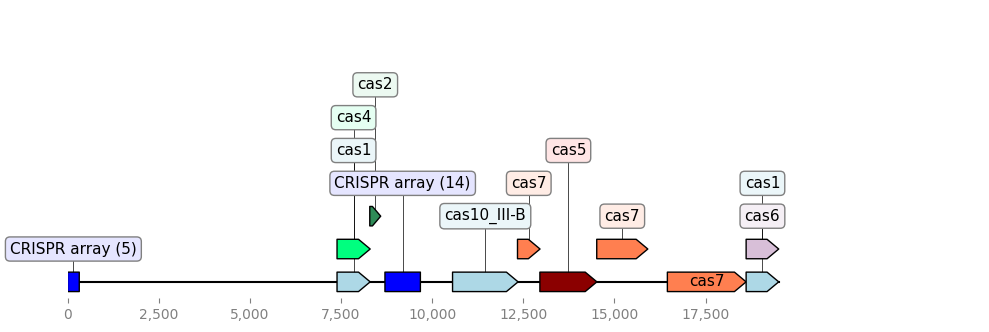 cas2
cas4
cas1
cas5
CRISPR array (14)
cas7
cas1
cas10_III-B
cas7
cas6
CRISPR array (5)
cas7
0
2,500
5,000
7,500
10,000
12,500
15,000
17,500